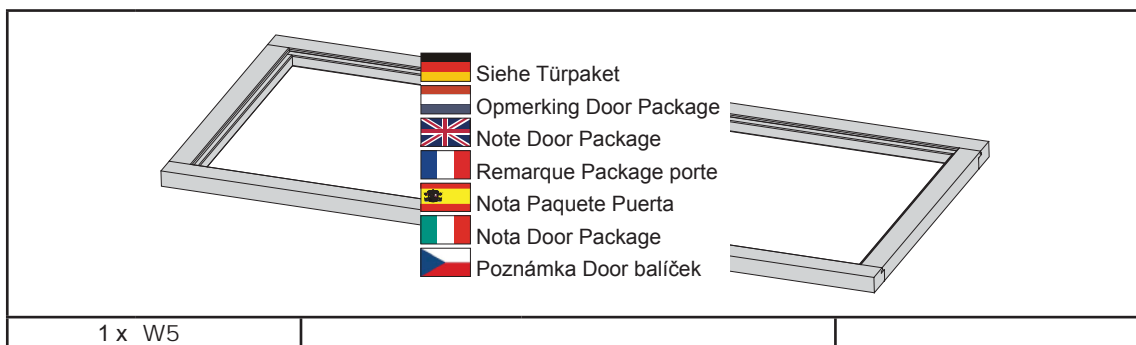 Siehe Türpaket
Opmerking Door Package
Note Door Package
Remarque Package porte
Nota Paquete Puerta
Nota Door Package
Poznámka Door balíček
1 x W5